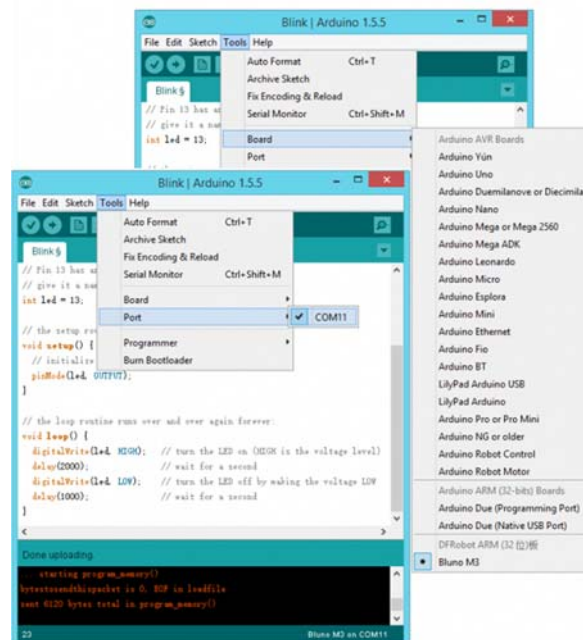 Blink | Arduino 1.5.5
File Edit Sketch Tools Help
Auto Format Ctrl+T
Archive Sketch
Fix Encoding & Reload
Serial Monitor Ctrl+Shift+M
Board
Port
Blink §
// Pin 13 has an
// give it a nam
int led = 13;
Arduino AVR Boards
Arduino Yún
Arduino Uno
Arduino Duemilanove or Diecimila
Arduino Nano
Arduino Mega or Mega 2560
Arduino Mega ADK
Arduino Leonardo
Arduino Micro
Arduino Esplora
Arduino Mini
Arduino Ethernet
Arduino Fio
Arduino BT
LilyPad Arduino USB
LilyPad Arduino
Arduino Pro or Pro Mini
Arduino NG or older
Arduino Robot Control
Arduino Robot Motor
Arduino ARM (32-bits) Boards
Arduino Due (Programming Port)
Arduino Due (Native USB Port)
DFRobot ARM (32 位)板
Bluno M3
Blink | Arduino 1.5.5
File Edit Sketch Tools Help
Auto Format Ctrl+T
Archive Sketch
Fix Encoding & Reload
Serial Monitor Ctrl+Shift+M
Board
Port
COM11
Programmer
Burn Bootloader
Blink §
// Pin 13 has an
// give it a nam
int led = 13;
// the setup rou
void setup() {
// initialize
pinMode(led, OUTPUT);
}
// the loop routine runs over and over again forever:
void loop() {
digitalWrite(led, HIGH); // turn the LED on (HIGH is the voltage level)
delay(2000); // wait for a second
digitalWrite(led, LOW); // turn the LED off by making the voltage LOW
delay(1000); // wait for a second
}
Done uploading.
starting program_memory()
bytestosendthispacket is 0, EOF in loadfile
sent 6120 bytes total in program_memory()
23
Bluno M3 on COM11